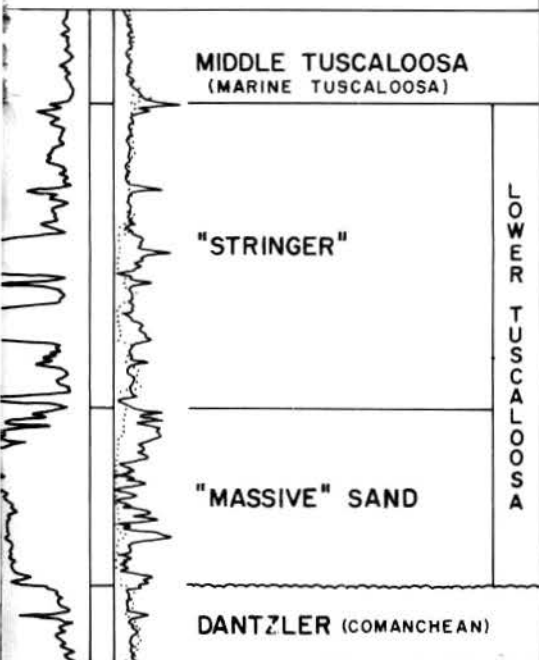 MIDDLE TUSCALOOSA
(MARINE TUSCALOOSA)
"STRINGER"
LOWER TUSCALOOSA
"MASSIVE" SAND
DANTZLER (COMANCHEAN)